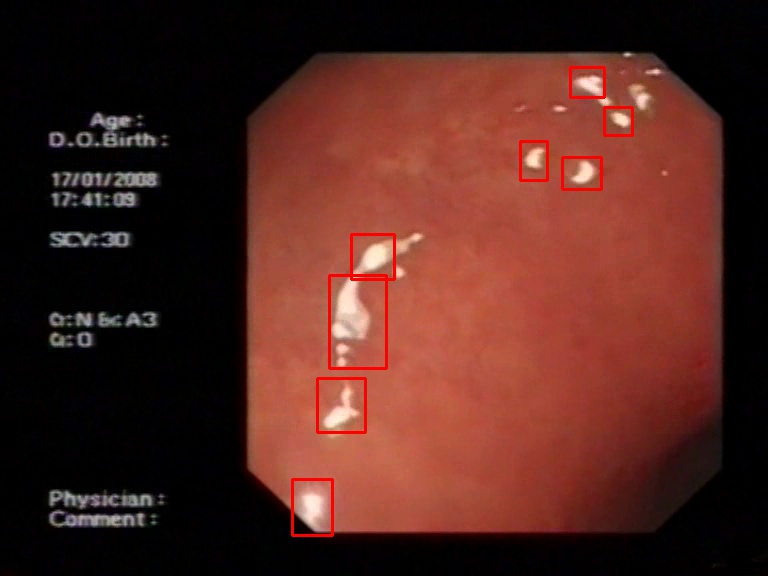 Age:
D.O.Birth:
17/01/2008
17:41:09
SCV:30
G:N &:A3
G:0
Physician:
Comment: